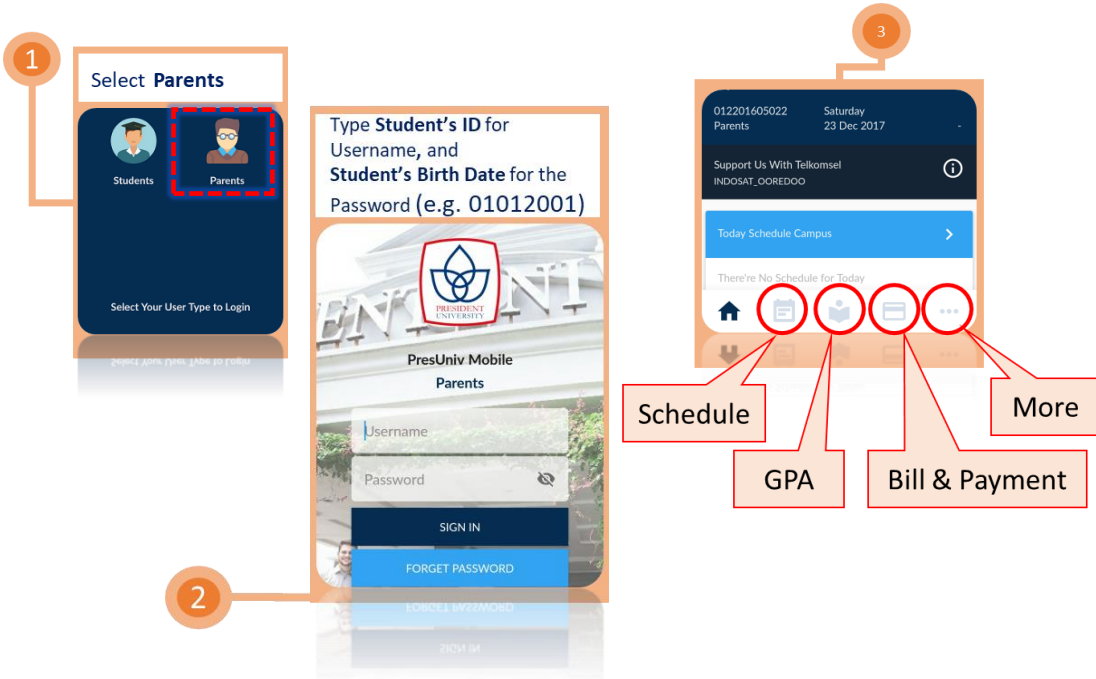 1
Select Parents
Students
Parents
Select Your User Type to Login
2
Type Student's ID for
Username, and
Student's Birth Date for the
Password (e.g. 01012001)
PRESIDENT
UNIVERSITY
PresUniv Mobile
Parents
Username
Password
SIGN IN
FORGET PASSWORD
3
012201605022
Saturday
Parents
23 Dec 2017
-
Support Us With Telkomsel
INDOSAT_OOREDOO
Today Schedule Campus
There're No Schedule for Today
Schedule
GPA
Bill & Payment
More